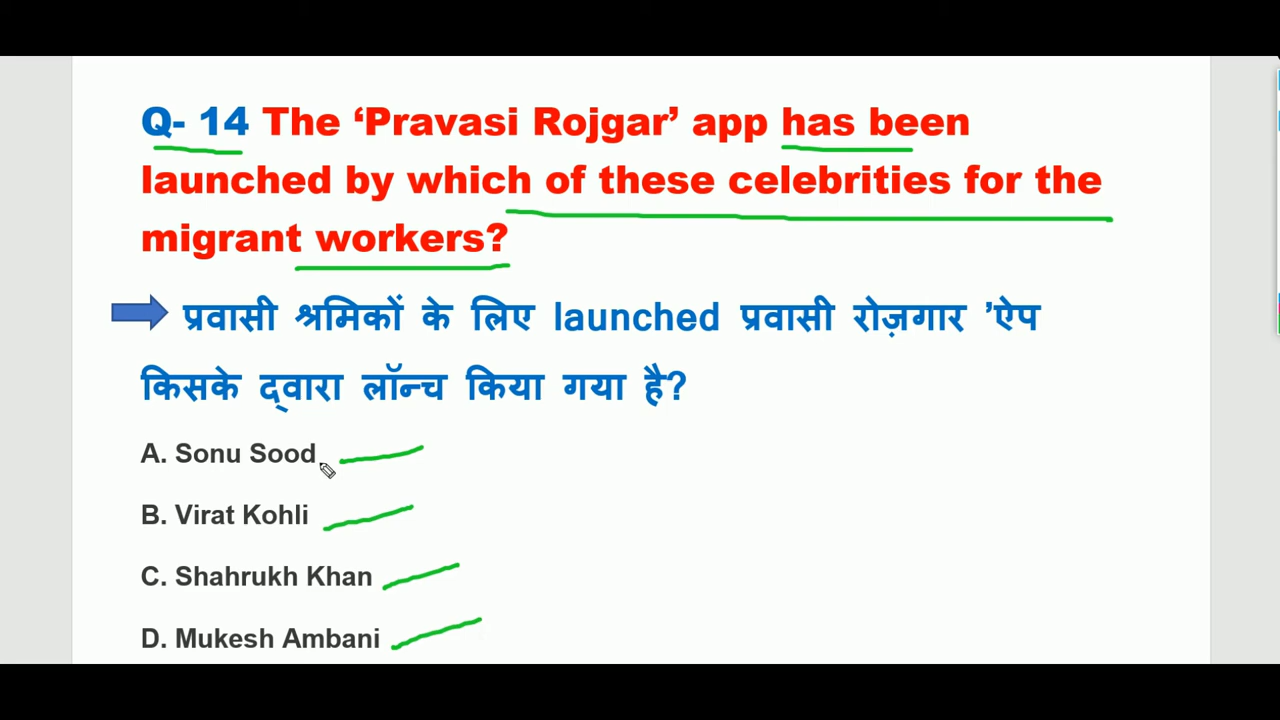 Q- 14 The ‘Pravasi Rojgar’ app has been
launched by which of these celebrities for the
migrant workers?
प्रवासी श्रमिकों के लिए launched प्रवासी रोज़गार ’ऐप
किसके द्वारा लॉन्च किया गया है?
A. Sonu Sood
B. Virat Kohli
C. Shahrukh Khan
D. Mukesh Ambani